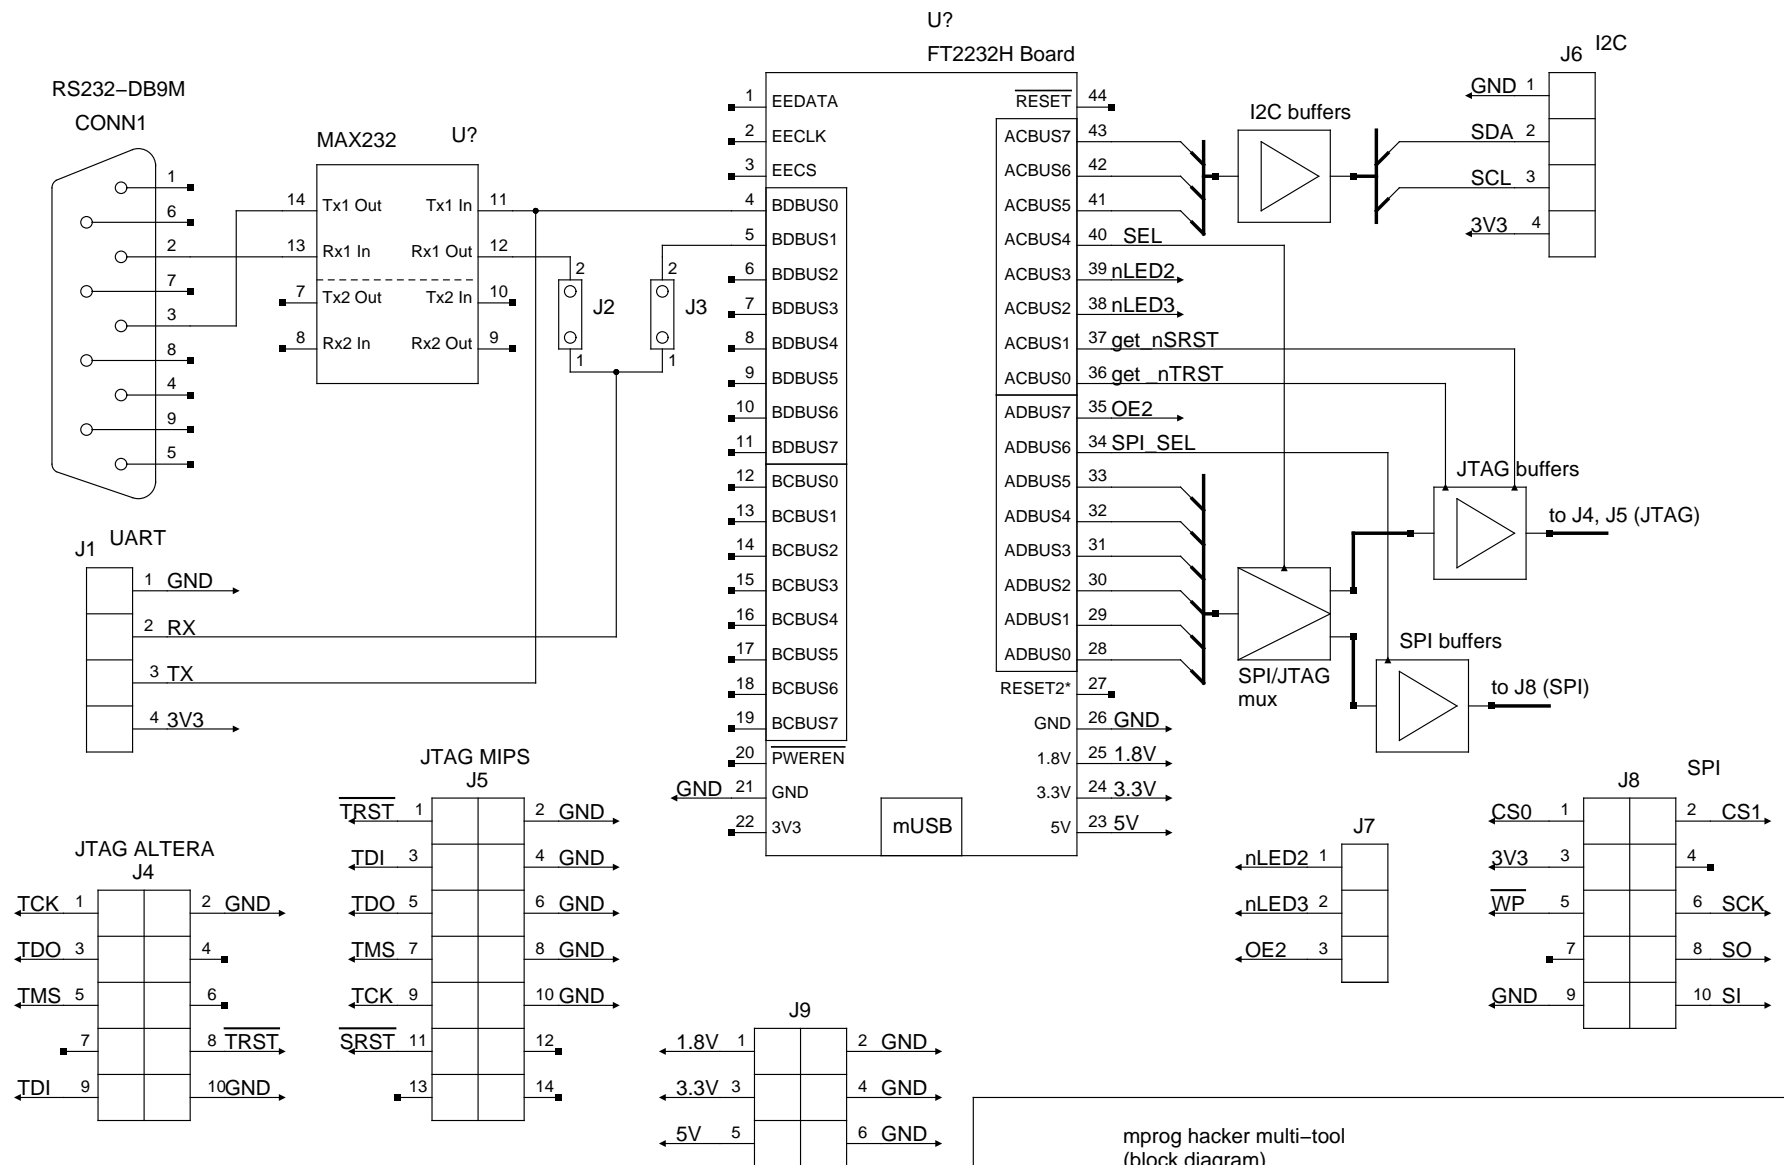 U?
FT2232H Board
RS232–DB9M
CONN1
1
6
2
7
3
8
4
9
5
MAX232 U?
14 Tx1 Out Tx1 In 11
13 Rx1 In Rx1 Out 12
7 Tx2 Out Tx2 In 10
8 Rx2 In Rx2 Out 9
2 J2 1
2 J3 1
1 EEDATA
2 EECLK
3 EECS
4 BDBUS0
5 BDBUS1
6 BDBUS2
7 BDBUS3
8 BDBUS4
9 BDBUS5
10 BDBUS6
11 BDBUS7
12 BCBUS0
13 BCBUS1
14 BCBUS2
15 BCBUS3
16 BCBUS4
17 BCBUS5
18 BCBUS6
19 BCBUS7
20 PWEREN
GND 21 GND
22 3V3
mUSB
RESET 44
ACBUS7 43
ACBUS6 42
ACBUS5 41
ACBUS4 40 SEL
ACBUS3 39 nLED2
ACBUS2 38 nLED3
ACBUS1 37 get_nSRST
ACBUS0 36 get _nTRST
ADBUS7 35 OE2
ADBUS6 34 SPI_SEL
ADBUS5 33
ADBUS4 32
ADBUS3 31
ADBUS2 30
ADBUS1 29
ADBUS0 28
RESET2* 27
GND 26 GND
1.8V 25 1.8V
3.3V 24 3.3V
5V 23 5V
I2C buffers
J6 I2C
GND 1
SDA 2
SCL 3
3V3 4
JTAG buffers
to J4, J5 (JTAG)
SPI/JTAG
mux
SPI buffers
to J8 (SPI)
J1 UART
1 GND
2 RX
3 TX
4 3V3
JTAG MIPS
J5
TRST 1 2 GND
TDI 3 4 GND
TDO 5 6 GND
TMS 7 8 GND
TCK 9 10 GND
SRST 11 12
13 14
JTAG ALTERA
J4
TCK 1 2 GND
TDO 3 4
TMS 5 6
7 8 TRST
TDI 9 10 GND
J7
nLED2 1
nLED3 2
OE2 3
J8 SPI
CS0 1 2 CS1
3V3 3 4
WP 5 6 SCK
7 8 SO
GND 9 10 SI
J9
1.8V 1 2 GND
3.3V 3 4 GND
5V 5 6 GND
mprog hacker multi–tool
(block diagram)